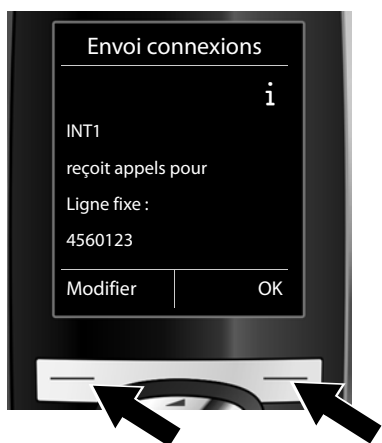 Envoi connexions
i
INT1
reçoit appels pour
Ligne fixe :
4560123
Modifier OK